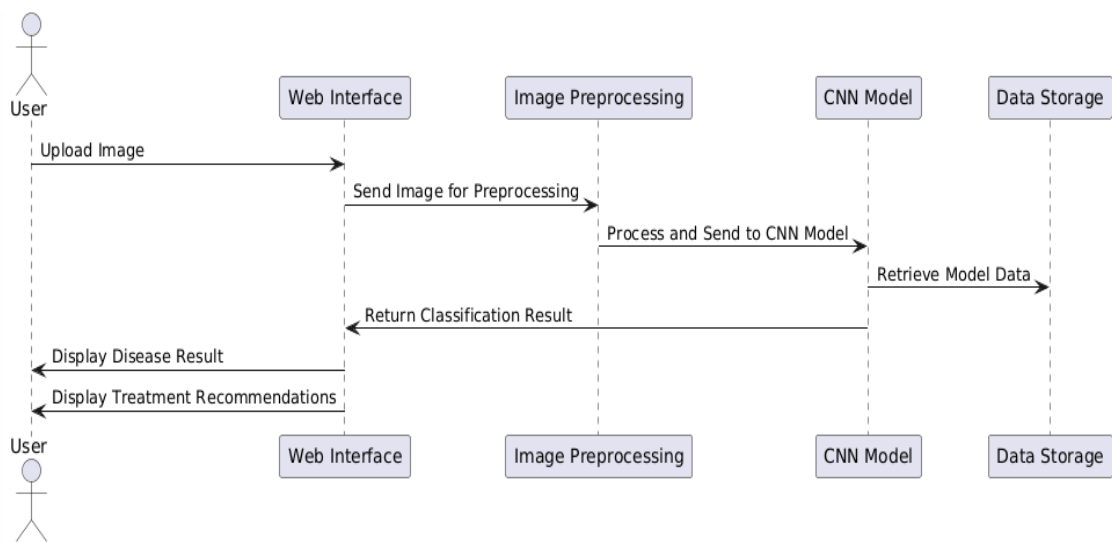 User
Web Interface
Image Preprocessing
CNN Model
Data Storage
Upload Image
Send Image for Preprocessing
Process and Send to CNN Model
Retrieve Model Data
Return Classification Result
Display Disease Result
Display Treatment Recommendations
User
Web Interface
Image Preprocessing
CNN Model
Data Storage